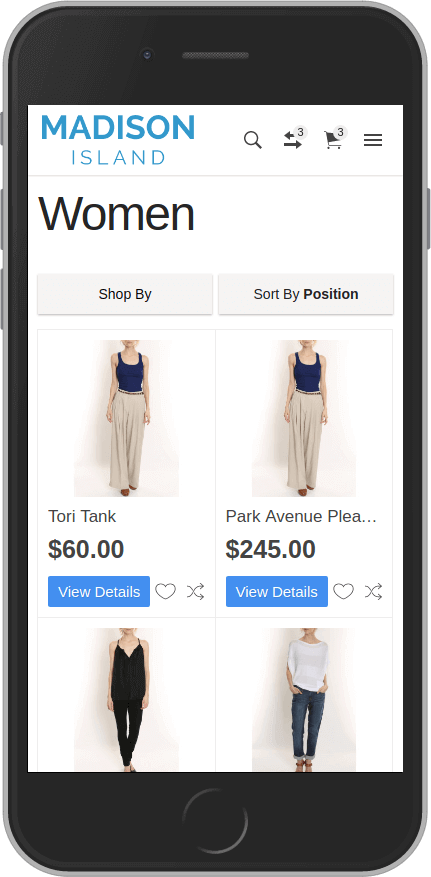 MADISON
ISLAND
3
3
Women
Shop By
Sort By Position
Tori Tank
Park Avenue Plea...
$60.00
$245.00
View Details
View Details